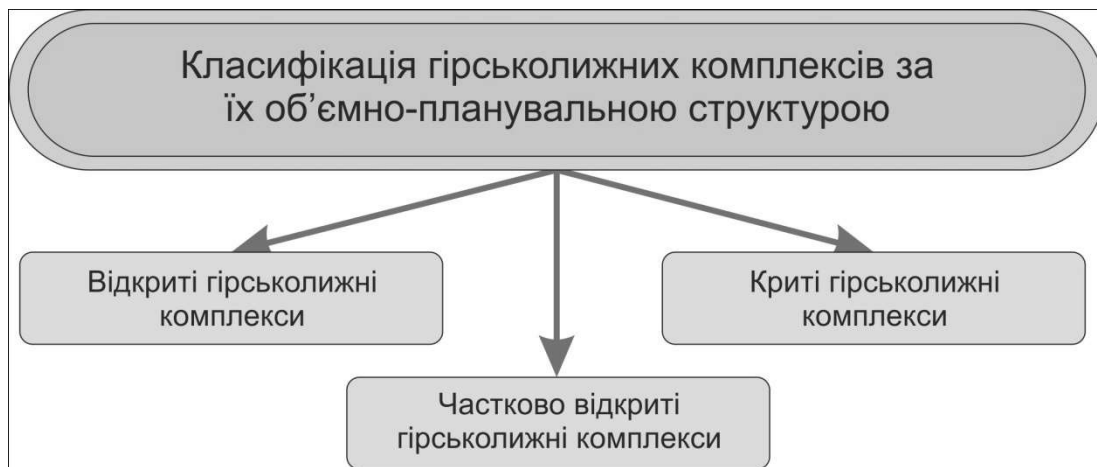 Класифікація гірськолижних комплексів за
їх об’ємно-планувальною структурою
Відкриті гірськолижні
комплекси
Криті гірськолижні
комплекси
Частково відкриті
гірськолижні комплекси